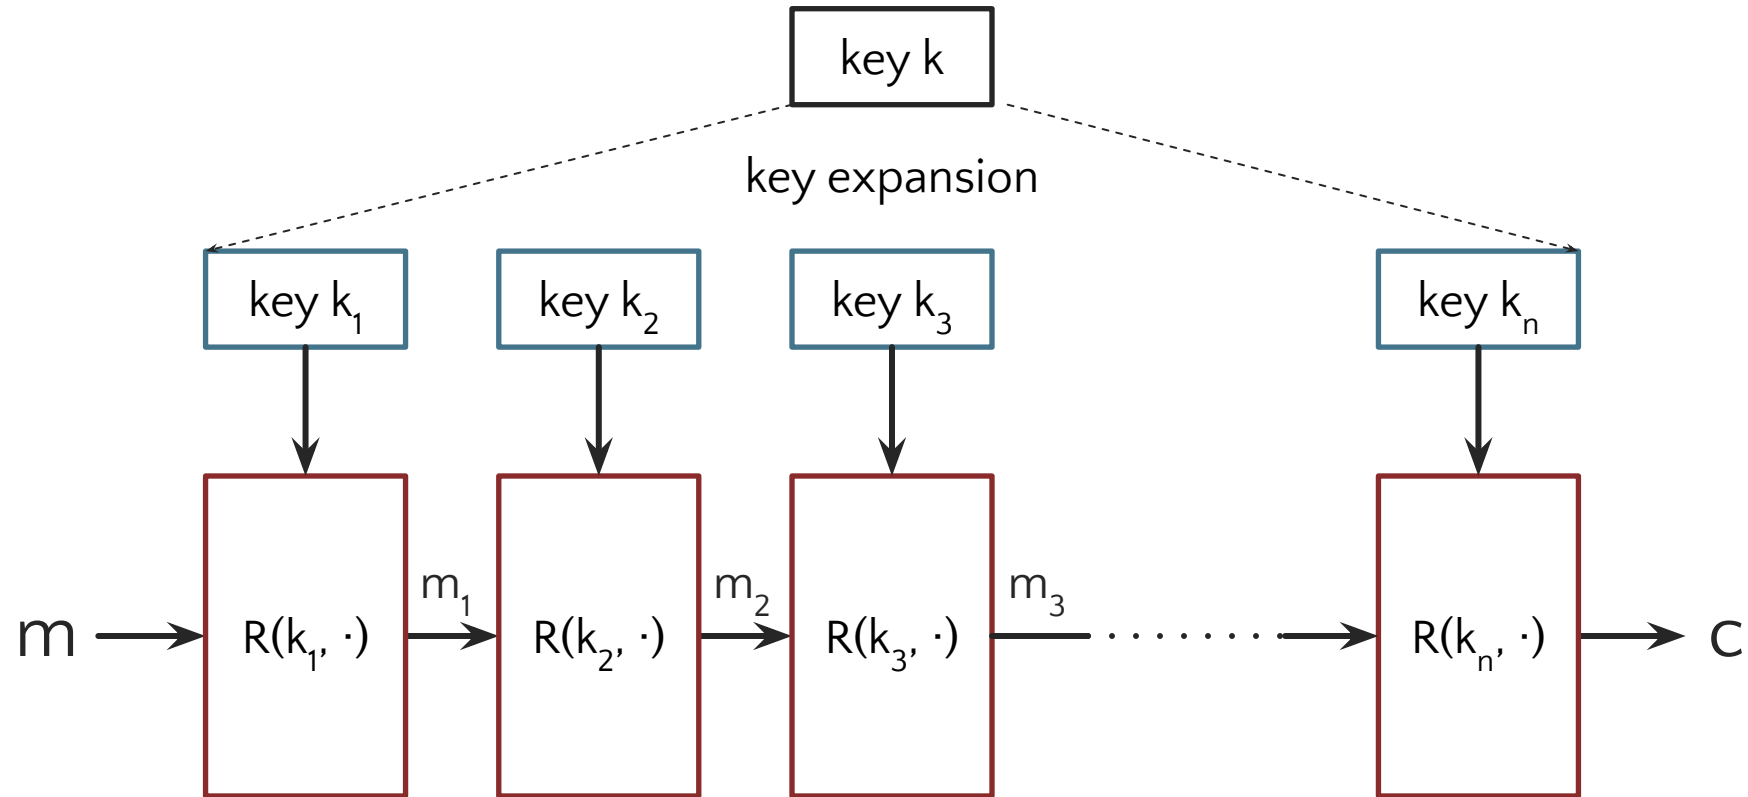 key k
key expansion
key k₁ key k₂ key k₃ key kₙ
m₁ m₂ m₃
m R(k₁, ·) R(k₂, ·) R(k₃, ·) ······· R(kₙ, ·) c